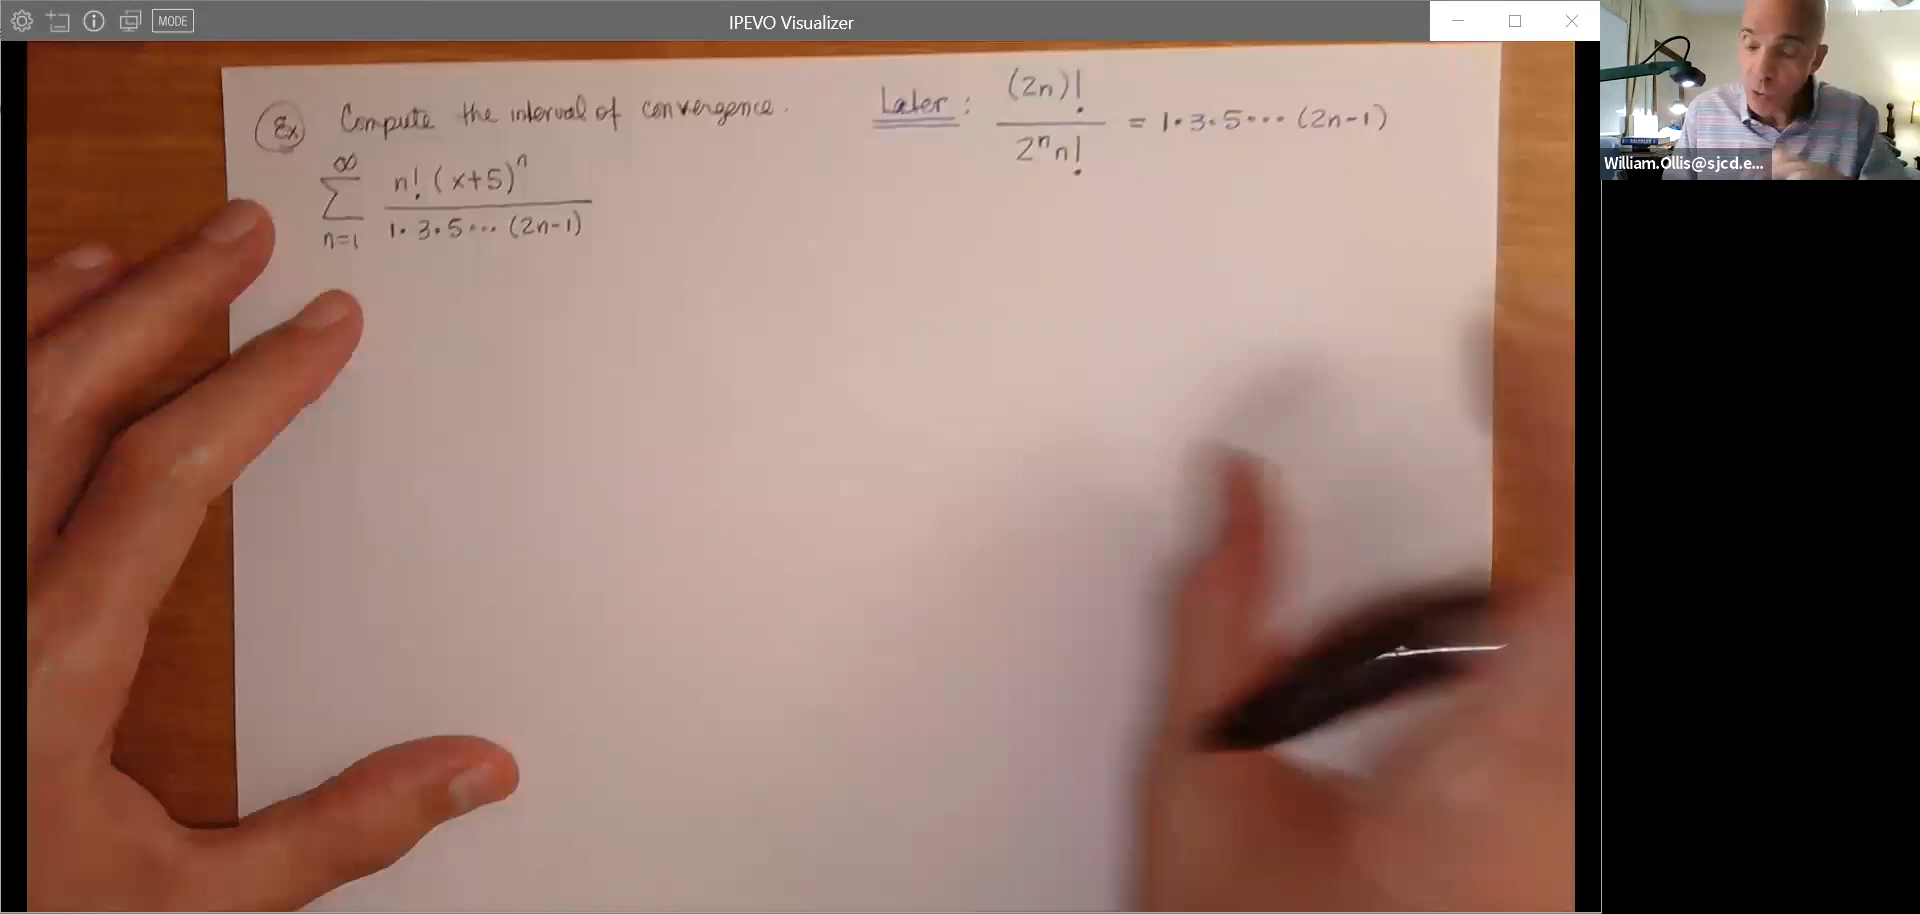 IPEVO Visualizer
MODE
Ex Compute the interval of convergence.
∞
Σ n! (x+5)^n / 1·3·5··· (2n-1)
n=1
Later: (2n)! / 2^n n! = 1·3·5··· (2n-1)
William.Ollis@sjcd.e...